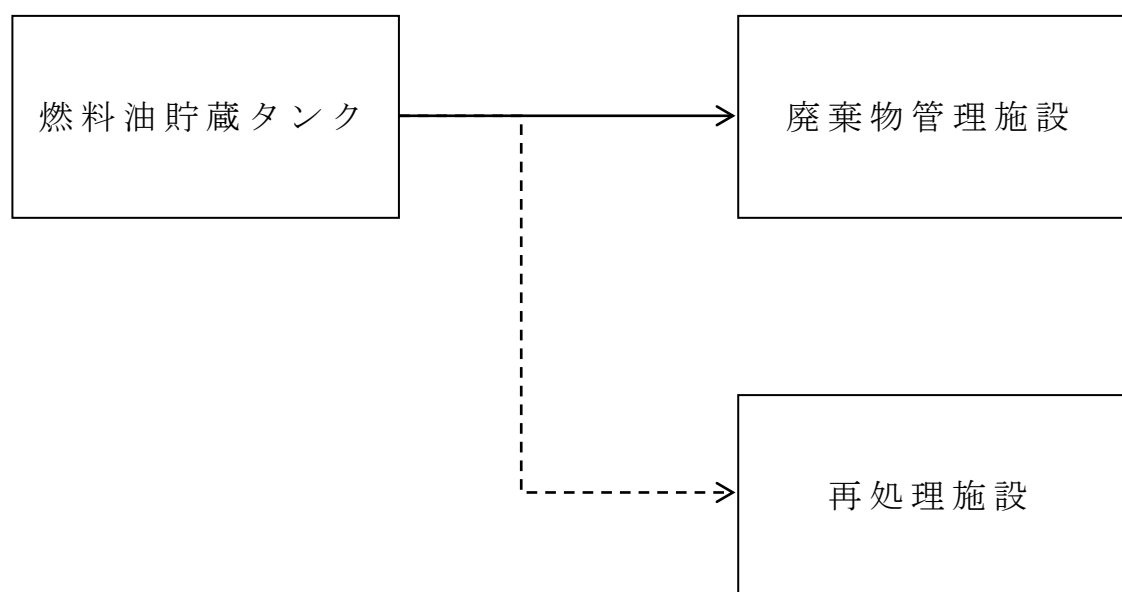 燃料油貯蔵タンク
廃棄物管理施設
再処理施設